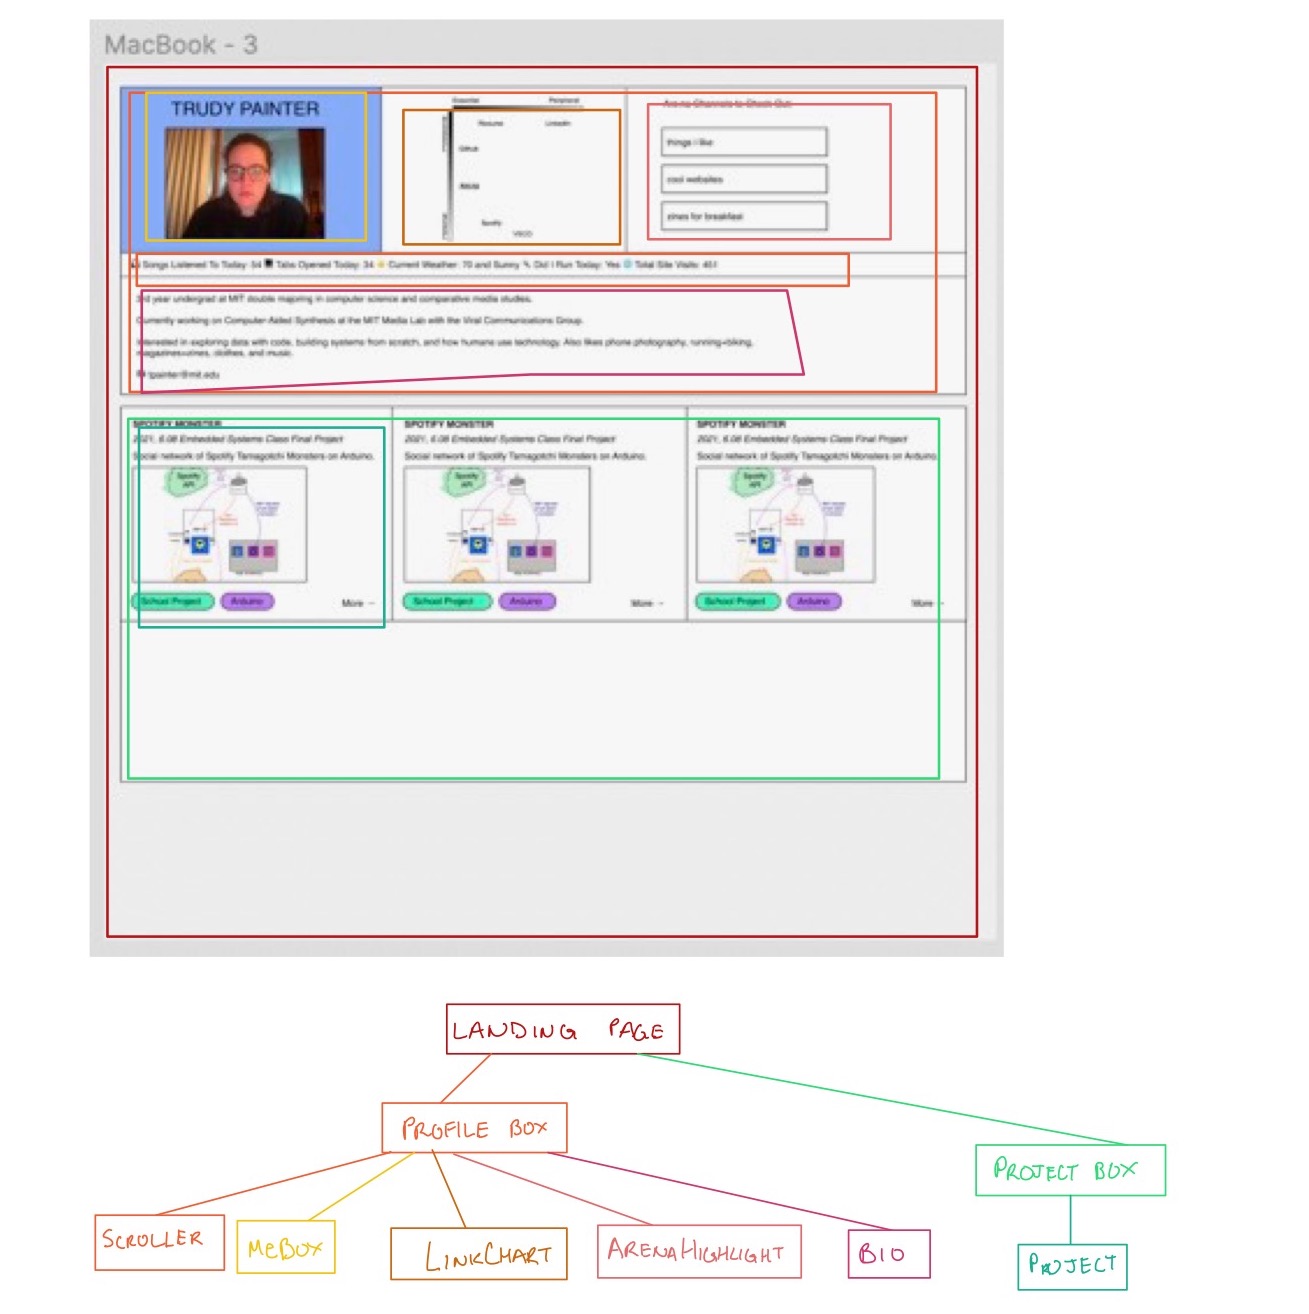 MacBook - 3
TRUDY PAINTER
Essential
Peripheral
Resume
LinkedIn
Github
Spotify
VSCO
Are.na Channels to Check Out:
things i like
cool websites
zines for breakfast
Songs Listened To Today: 54 Tabs Opened Today: 34 Current Weather: 70 and Sunny Did I Run Today: Yes Total Site Visits: 451
3rd year undergrad at MIT double majoring in computer science and comparative media studies.
Currently working on Computer-Aided Synthesis at the MIT Media Lab with the Viral Communications Group.
Interested in exploring data with code, building systems from scratch, and how humans use technology. Also likes phone photography, running+biking,
magazines+zines, clothes, and music.
tpainter@mit.edu
SPOTIFY MONSTER
2021, 6.08 Embedded Systems Class Final Project
Social network of Spotify Tamagotchi Monsters on Arduino.
Spotify
API
School Project
Arduino
More →
SPOTIFY MONSTER
2021, 6.08 Embedded Systems Class Final Project
Social network of Spotify Tamagotchi Monsters on Arduino.
Spotify
API
School Project
Arduino
More →
SPOTIFY MONSTER
2021, 6.08 Embedded Systems Class Final Project
Social network of Spotify Tamagotchi Monsters on Arduino.
Spotify
API
School Project
Arduino
More →
LANDING PAGE
PROFILE BOX
PROJECT BOX
SCROLLER
MeBOX
LINKCHART
ARENAHIGHLIGHT
BIO
PROJECT